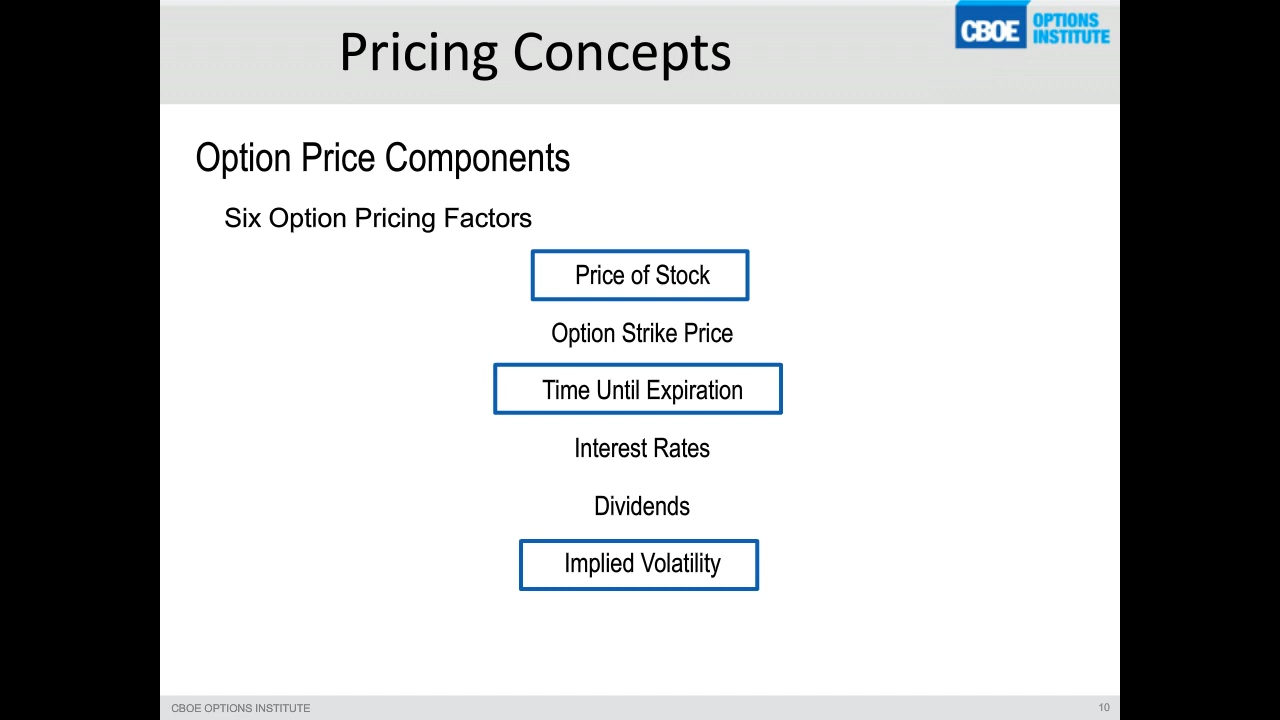 Pricing Concepts
CBOE OPTIONS
INSTITUTE
Option Price Components
Six Option Pricing Factors
Price of Stock
Option Strike Price
Time Until Expiration
Interest Rates
Dividends
Implied Volatility
CBOE OPTIONS INSTITUTE
10